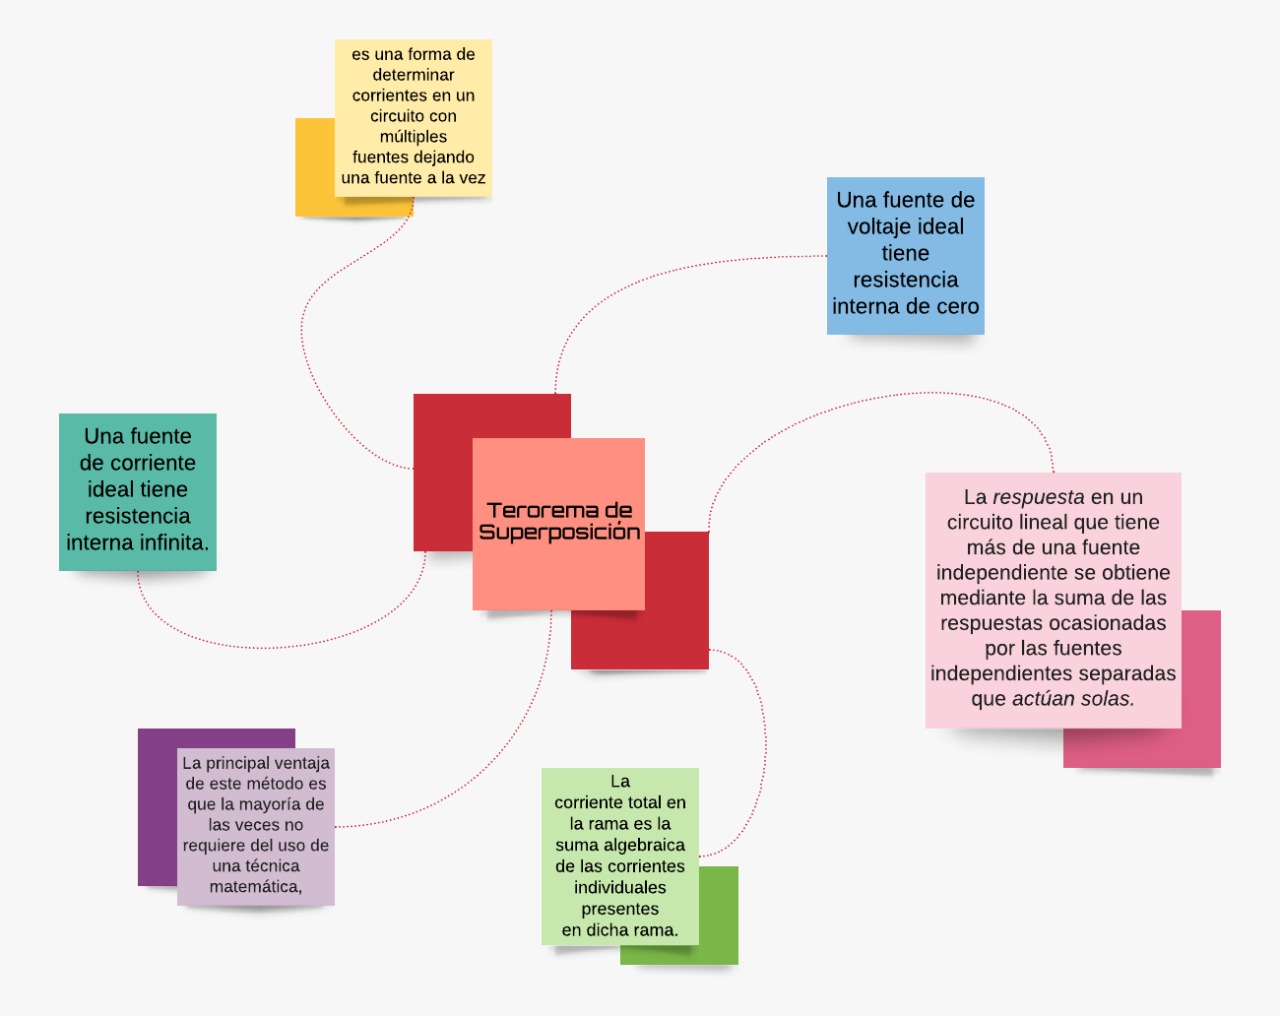 es una forma de
determinar
corrientes en un
circuito con
múltiples
fuentes dejando
una fuente a la vez
Una fuente de
voltaje ideal
tiene
resistencia
interna de cero
Una fuente
de corriente
ideal tiene
resistencia
interna infinita.
Terorema de
Superposición
La respuesta en un
circuito lineal que tiene
más de una fuente
independiente se obtiene
mediante la suma de las
respuestas ocasionadas
por las fuentes
independientes separadas
que actúan solas.
La principal ventaja
de este método es
que la mayoría de
las veces no
requiere del uso de
una técnica
matemática,
La
corriente total en
la rama es la
suma algebraica
de las corrientes
individuales
presentes
en dicha rama.